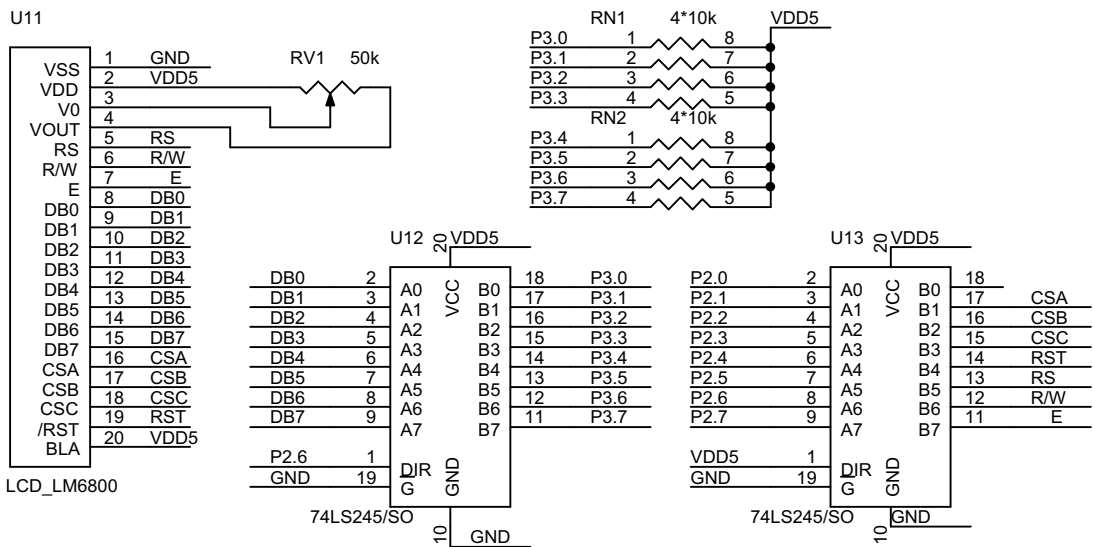 U11
VSS 1 GND
VDD 2 VDD5
V0 3
VOUT 4
RS 5 RS
R/W 6 R/W
E 7 E
DB0 8 DB0
DB1 9 DB1
DB2 10 DB2
DB3 11 DB3
DB4 12 DB4
DB5 13 DB5
DB6 14 DB6
DB7 15 DB7
CSA 16 CSA
CSB 17 CSB
CSC 18 CSC
/RST 19 RST
BLA 20 VDD5
LCD_LM6800
RV1 50k
RN1 4*10k VDD5
P3.0 1 8
P3.1 2 7
P3.2 3 6
P3.3 4 5
RN2 4*10k
P3.4 1 8
P3.5 2 7
P3.6 3 6
P3.7 4 5
U12 20 VDD5
VCC
DB0 2 A0 B0 18 P3.0
DB1 3 A1 B1 17 P3.1
DB2 4 A2 B2 16 P3.2
DB3 5 A3 B3 15 P3.3
DB4 6 A4 B4 14 P3.4
DB5 7 A5 B5 13 P3.5
DB6 8 A6 B6 12 P3.6
DB7 9 A7 B7 11 P3.7
P2.6 1 DIR
GND 19 G
GND
74LS245/SO
10 GND
U13 20 VDD5
VCC
P2.0 2 A0 B0 18
P2.1 3 A1 B1 17 CSA
P2.2 4 A2 B2 16 CSB
P2.3 5 A3 B3 15 CSC
P2.4 6 A4 B4 14 RST
P2.5 7 A5 B5 13 RS
P2.6 8 A6 B6 12 R/W
P2.7 9 A7 B7 11 E
VDD5 1 DIR
GND 19 G
GND
74LS245/SO
10 GND